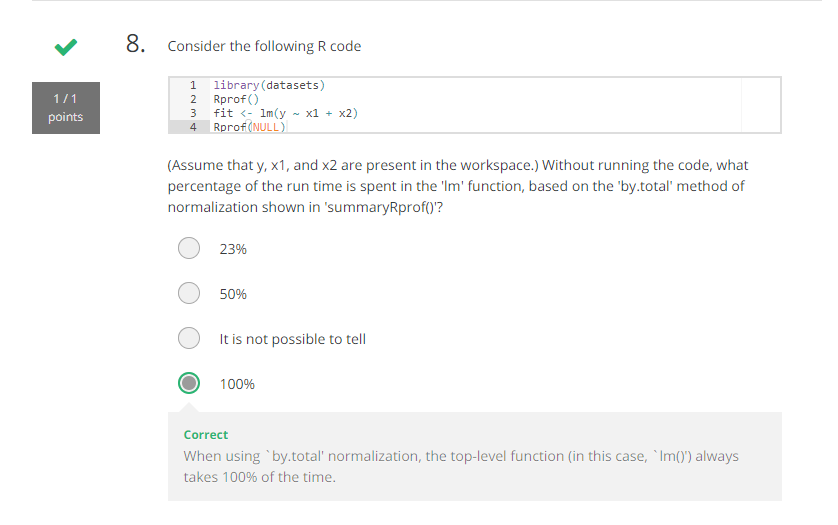 8. Consider the following R code
1 / 1
points
1 library(datasets)
2 Rprof()
3 fit <- lm(y ~ x1 + x2)
4 Rprof(NULL)
(Assume that y, x1, and x2 are present in the workspace.) Without running the code, what
percentage of the run time is spent in the 'lm' function, based on the 'by.total' method of
normalization shown in 'summaryRprof()'?
23%
50%
It is not possible to tell
100%
Correct
When using `by.total' normalization, the top-level function (in this case, `lm()') always
takes 100% of the time.